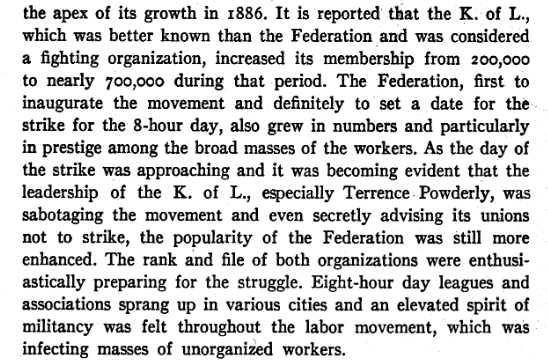 the apex of its growth in 1886. It is reported that the K. of L.,
which was better known than the Federation and was considered
a fighting organization, increased its membership from 200,000
to nearly 700,000 during that period. The Federation, first to
inaugurate the movement and definitely to set a date for the
strike for the 8-hour day, also grew in numbers and particularly
in prestige among the broad masses of the workers. As the day of
the strike was approaching and it was becoming evident that the
leadership of the K. of L., especially Terrence Powderly, was
sabotaging the movement and even secretly advising its unions
not to strike, the popularity of the Federation was still more
enhanced. The rank and file of both organizations were enthusi-
astically preparing for the struggle. Eight-hour day leagues and
associations sprang up in various cities and an elevated spirit of
militancy was felt throughout the labor movement, which was
infecting masses of unorganized workers.